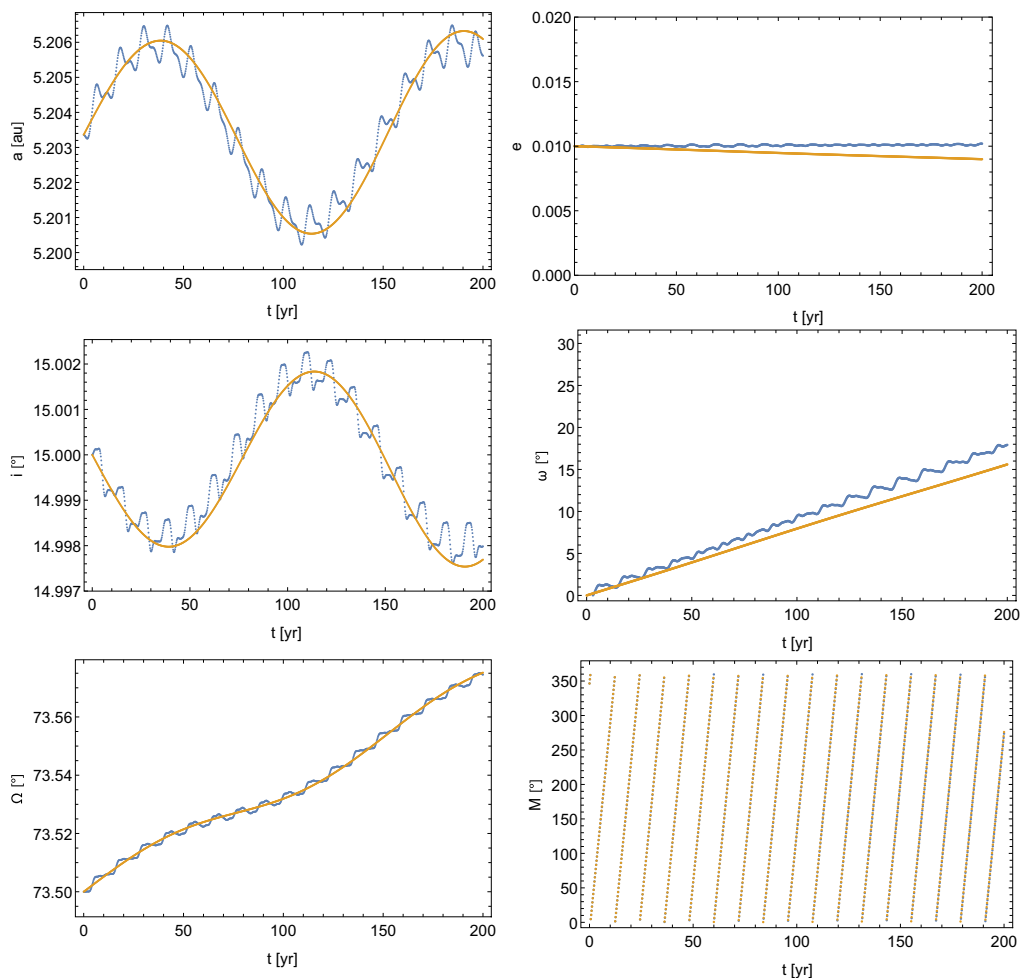 5.206
5.205
5.204
5.203
5.202
5.201
5.200
a [au]
0 50 100 150 200
t [yr]
0.020
0.015
0.010
0.005
0.000
e
0 50 100 150 200
t [yr]
15.002
15.001
15.000
14.999
14.998
14.997
i [°]
0 50 100 150 200
t [yr]
30
25
20
15
10
5
0
ω [°]
0 50 100 150 200
t [yr]
73.56
73.54
73.52
73.50
Ω [°]
0 50 100 150 200
t [yr]
350
300
250
200
150
100
50
0
M [°]
0 50 100 150 200
t [yr]